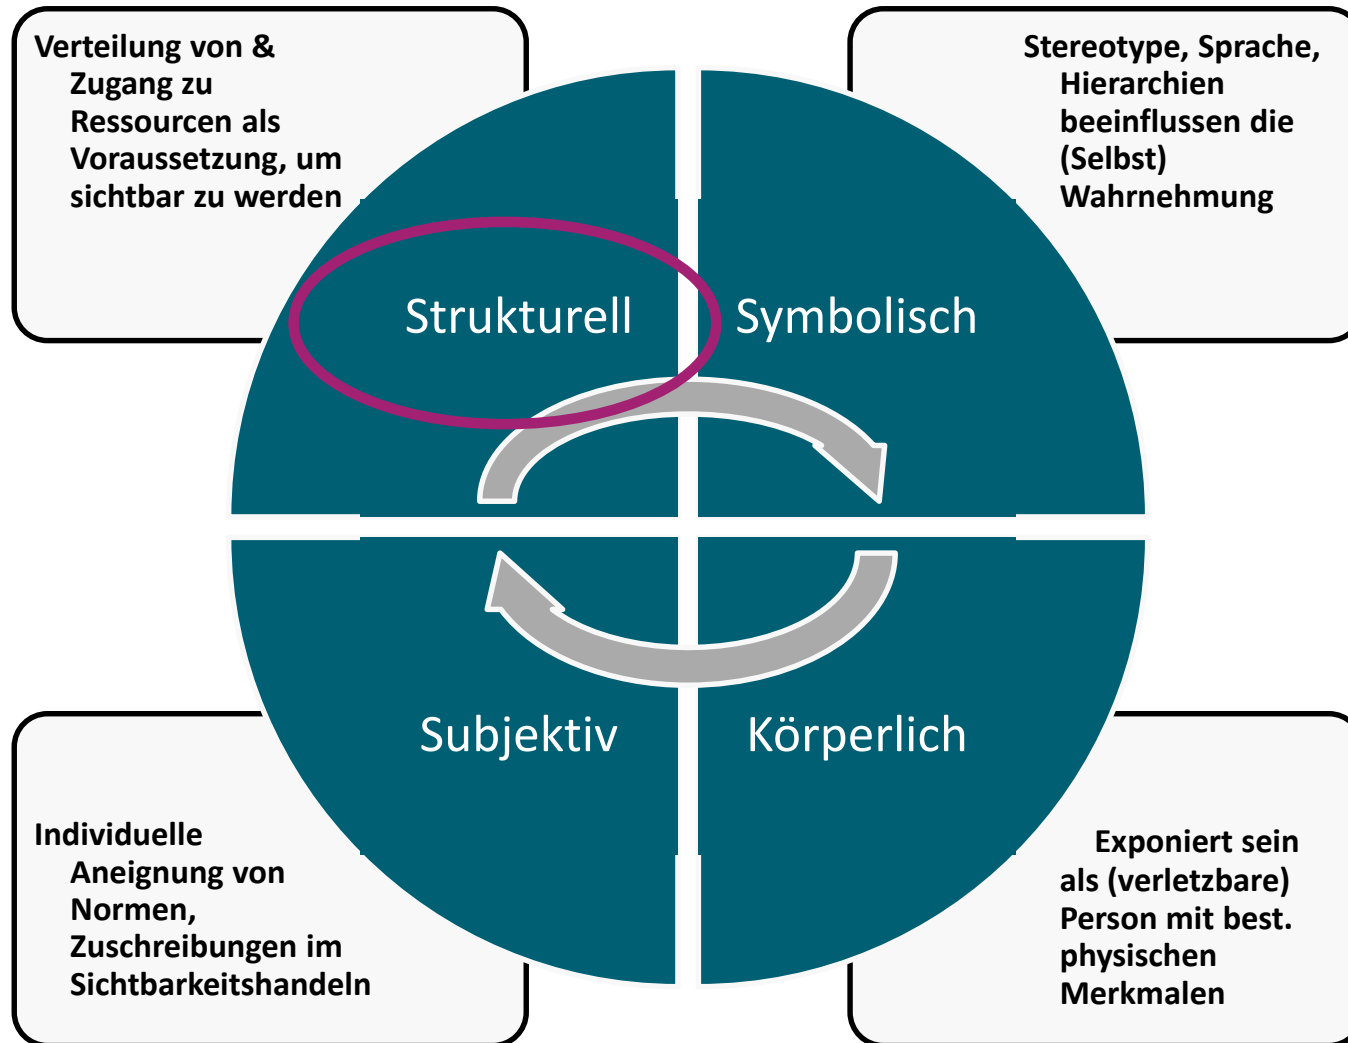 Verteilung von &
Zugang zu
Ressourcen als
Voraussetzung, um
sichtbar zu werden
Stereotype, Sprache,
Hierarchien
beeinflussen die
(Selbst)
Wahrnehmung
Strukturell
Symbolisch
Subjektiv
Körperlich
Individuelle
Aneignung von
Normen,
Zuschreibungen im
Sichtbarkeitshandeln
Exponiert sein
als (verletzbare)
Person mit best.
physischen
Merkmalen